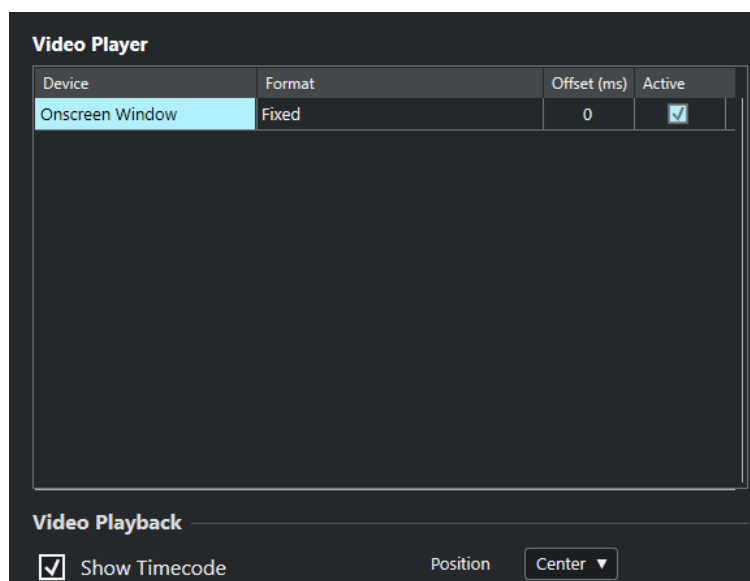 Video Player
Device Format Offset (ms) Active
Onscreen Window Fixed 0
Video Playback
Show Timecode Position Center